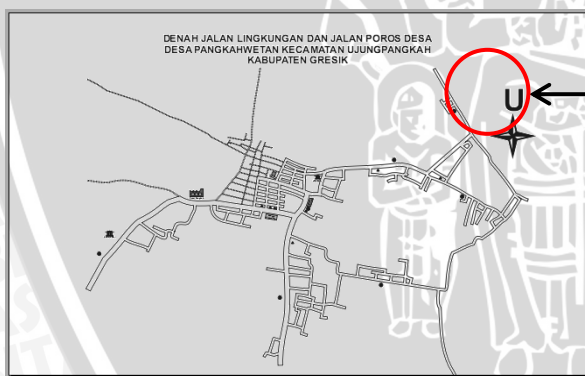 DENAH JALAN LINGKUNGAN DAN JALAN POROS DESA
DESA PANGKAHWETAN KECAMATAN UJUNGPANGKAH
KABUPATEN GRESIK
U